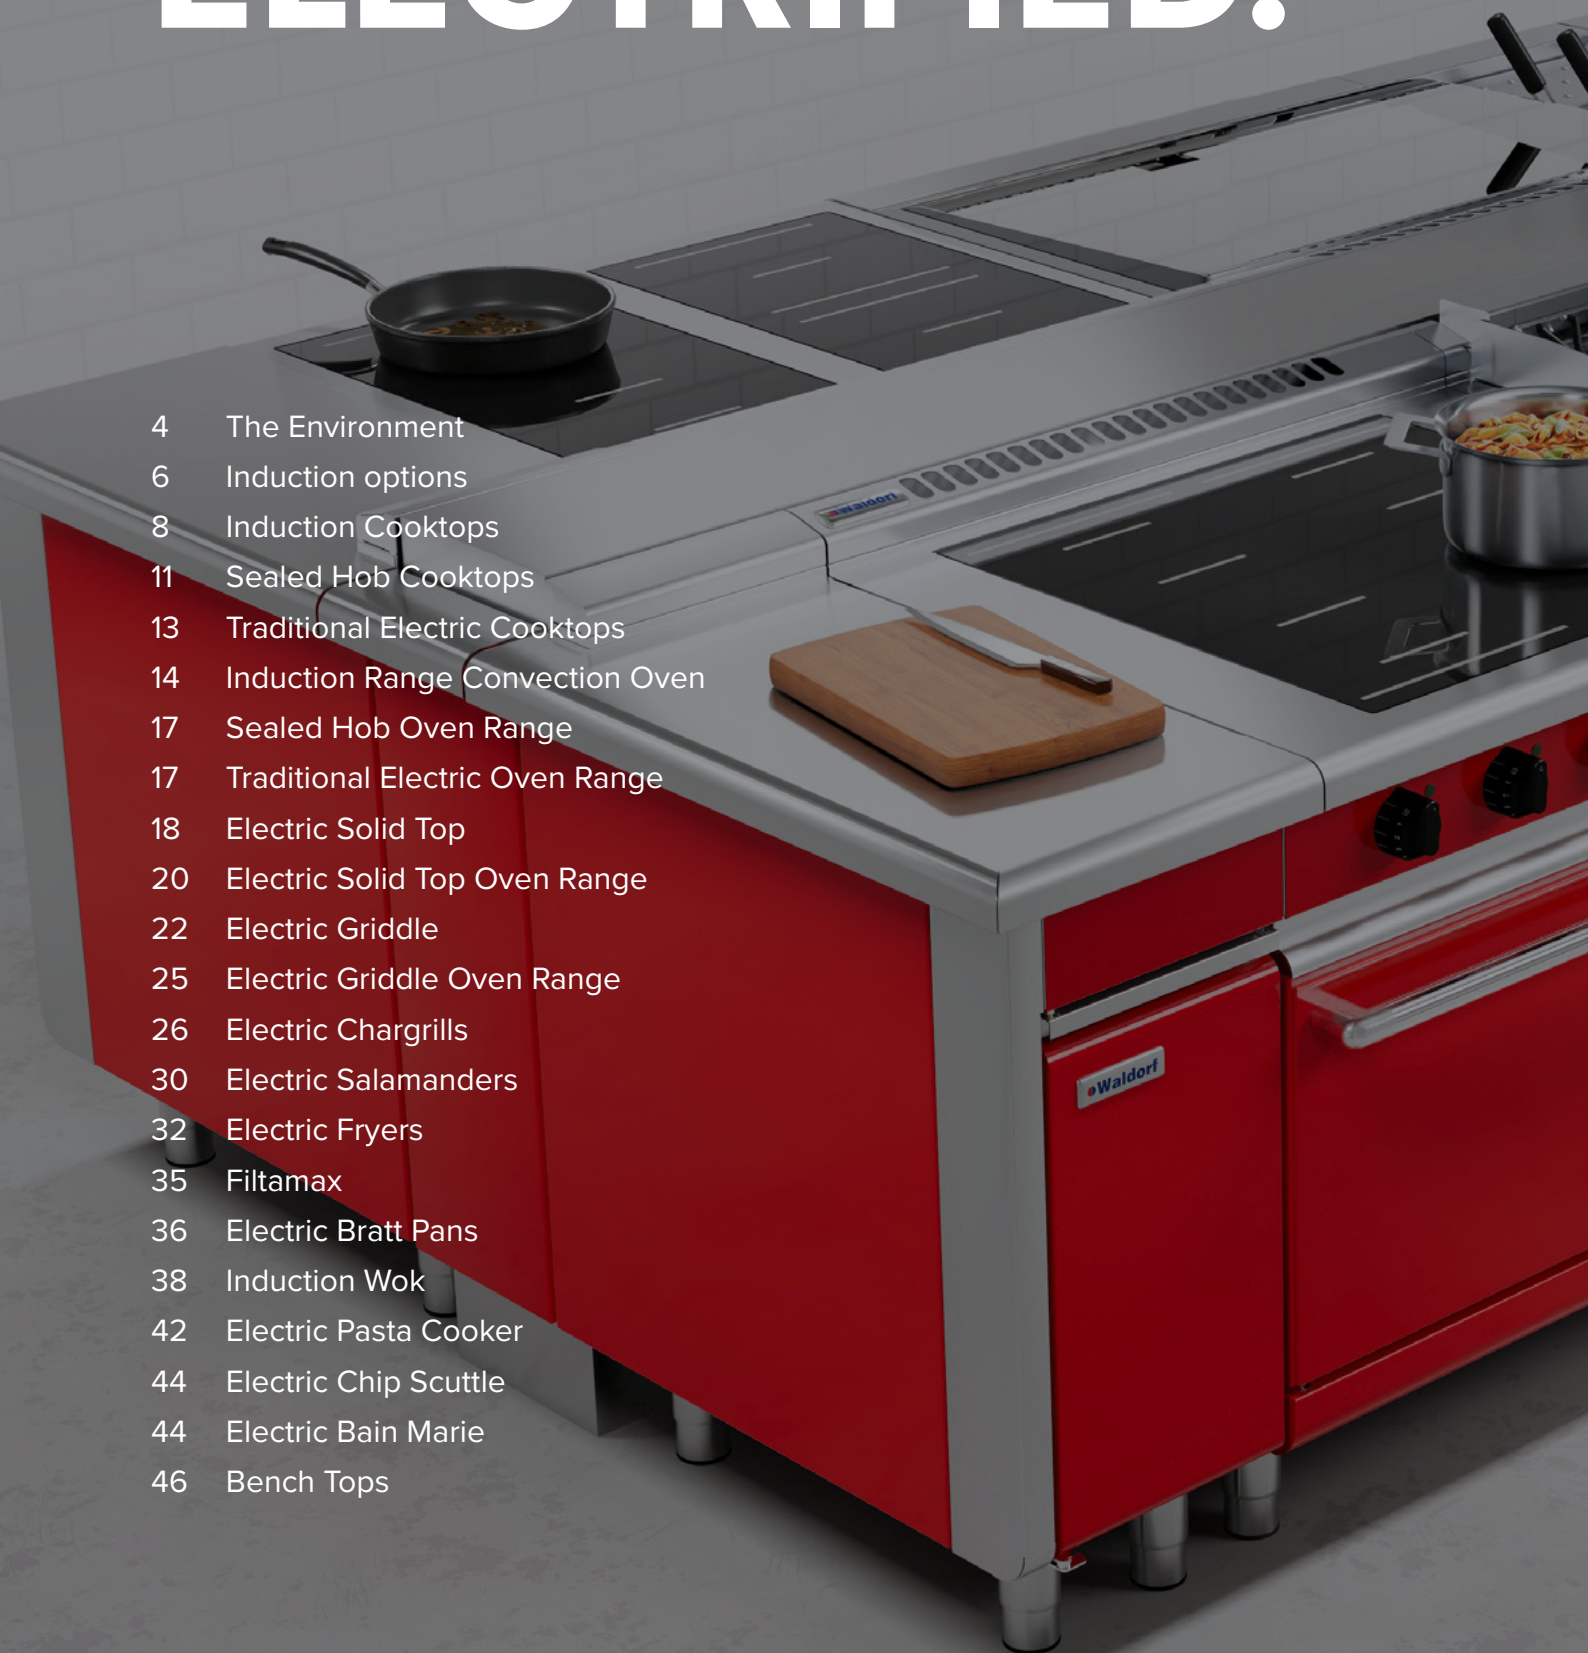 ELECTRIFIED.
4 The Environment
6 Induction options
8 Induction Cooktops
11 Sealed Hob Cooktops
13 Traditional Electric Cooktops
14 Induction Range Convection Oven
17 Sealed Hob Oven Range
17 Traditional Electric Oven Range
18 Electric Solid Top
20 Electric Solid Top Oven Range
22 Electric Griddle
25 Electric Griddle Oven Range
26 Electric Chargrills
30 Electric Salamanders
32 Electric Fryers
35 Filtamax
36 Electric Bratt Pans
38 Induction Wok
42 Electric Pasta Cooker
44 Electric Chip Scuttle
44 Electric Bain Marie
46 Bench Tops
Waldorf
Waldorf